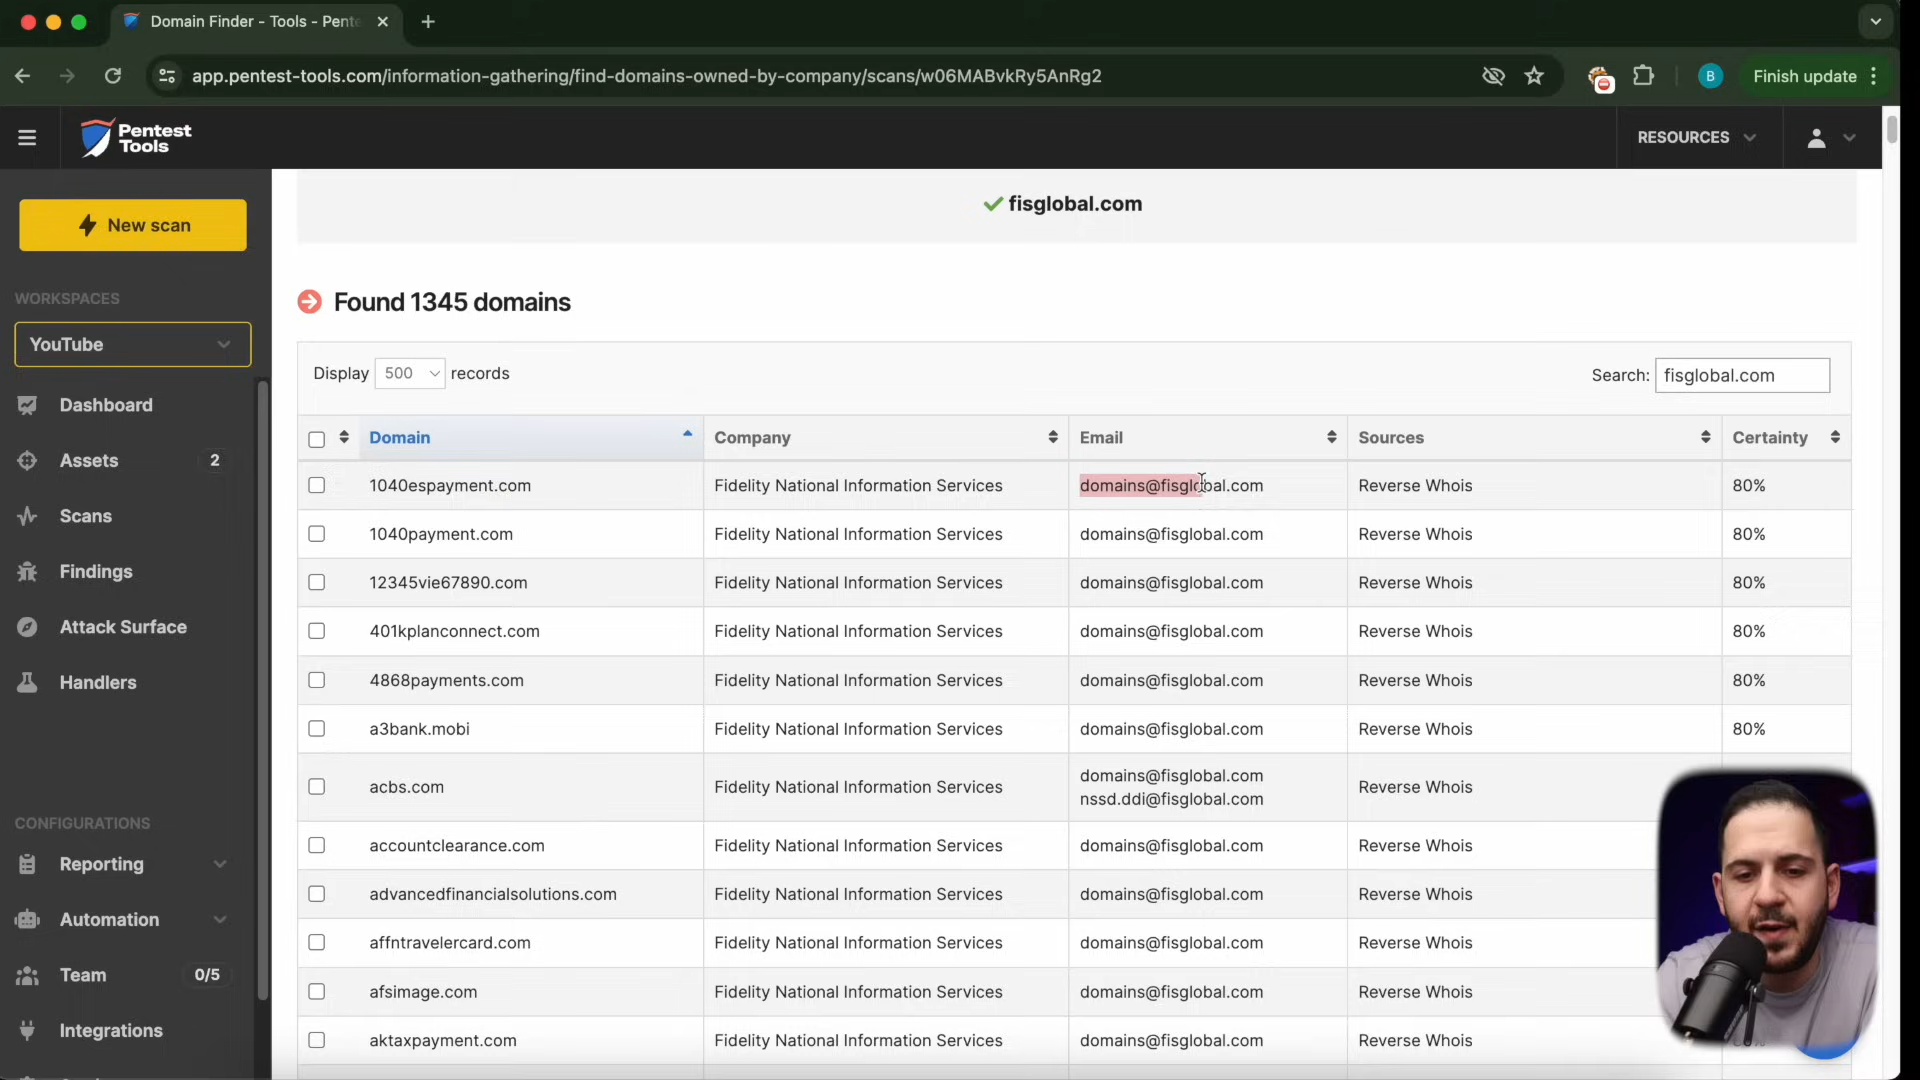 Domain Finder - Tools - Pente
app.pentest-tools.com/information-gathering/find-domains-owned-by-company/scans/w06MABvkRy5AnRg2
B
Finish update
Pentest
Tools
RESOURCES
New scan
WORKSPACES
YouTube
Dashboard
Assets 2
Scans
Findings
Attack Surface
Handlers
CONFIGURATIONS
Reporting
Automation
Team 0/5
Integrations
fisglobal.com
Found 1345 domains
Display 500 records
Search: fisglobal.com
Domain Company Email Sources Certainty
1040espayment.com Fidelity National Information Services domains@fisglobal.com Reverse Whois 80%
1040payment.com Fidelity National Information Services domains@fisglobal.com Reverse Whois 80%
12345vie67890.com Fidelity National Information Services domains@fisglobal.com Reverse Whois 80%
401kplanconnect.com Fidelity National Information Services domains@fisglobal.com Reverse Whois 80%
4868payments.com Fidelity National Information Services domains@fisglobal.com Reverse Whois 80%
a3bank.mobi Fidelity National Information Services domains@fisglobal.com Reverse Whois 80%
acbs.com Fidelity National Information Services domains@fisglobal.com Reverse Whois
nssd.ddi@fisglobal.com
accountclearance.com Fidelity National Information Services domains@fisglobal.com Reverse Whois
advancedfinancialsolutions.com Fidelity National Information Services domains@fisglobal.com Reverse Whois
affntravelercard.com Fidelity National Information Services domains@fisglobal.com Reverse Whois
afsimage.com Fidelity National Information Services domains@fisglobal.com Reverse Whois
aktaxpayment.com Fidelity National Information Services domains@fisglobal.com Reverse Whois